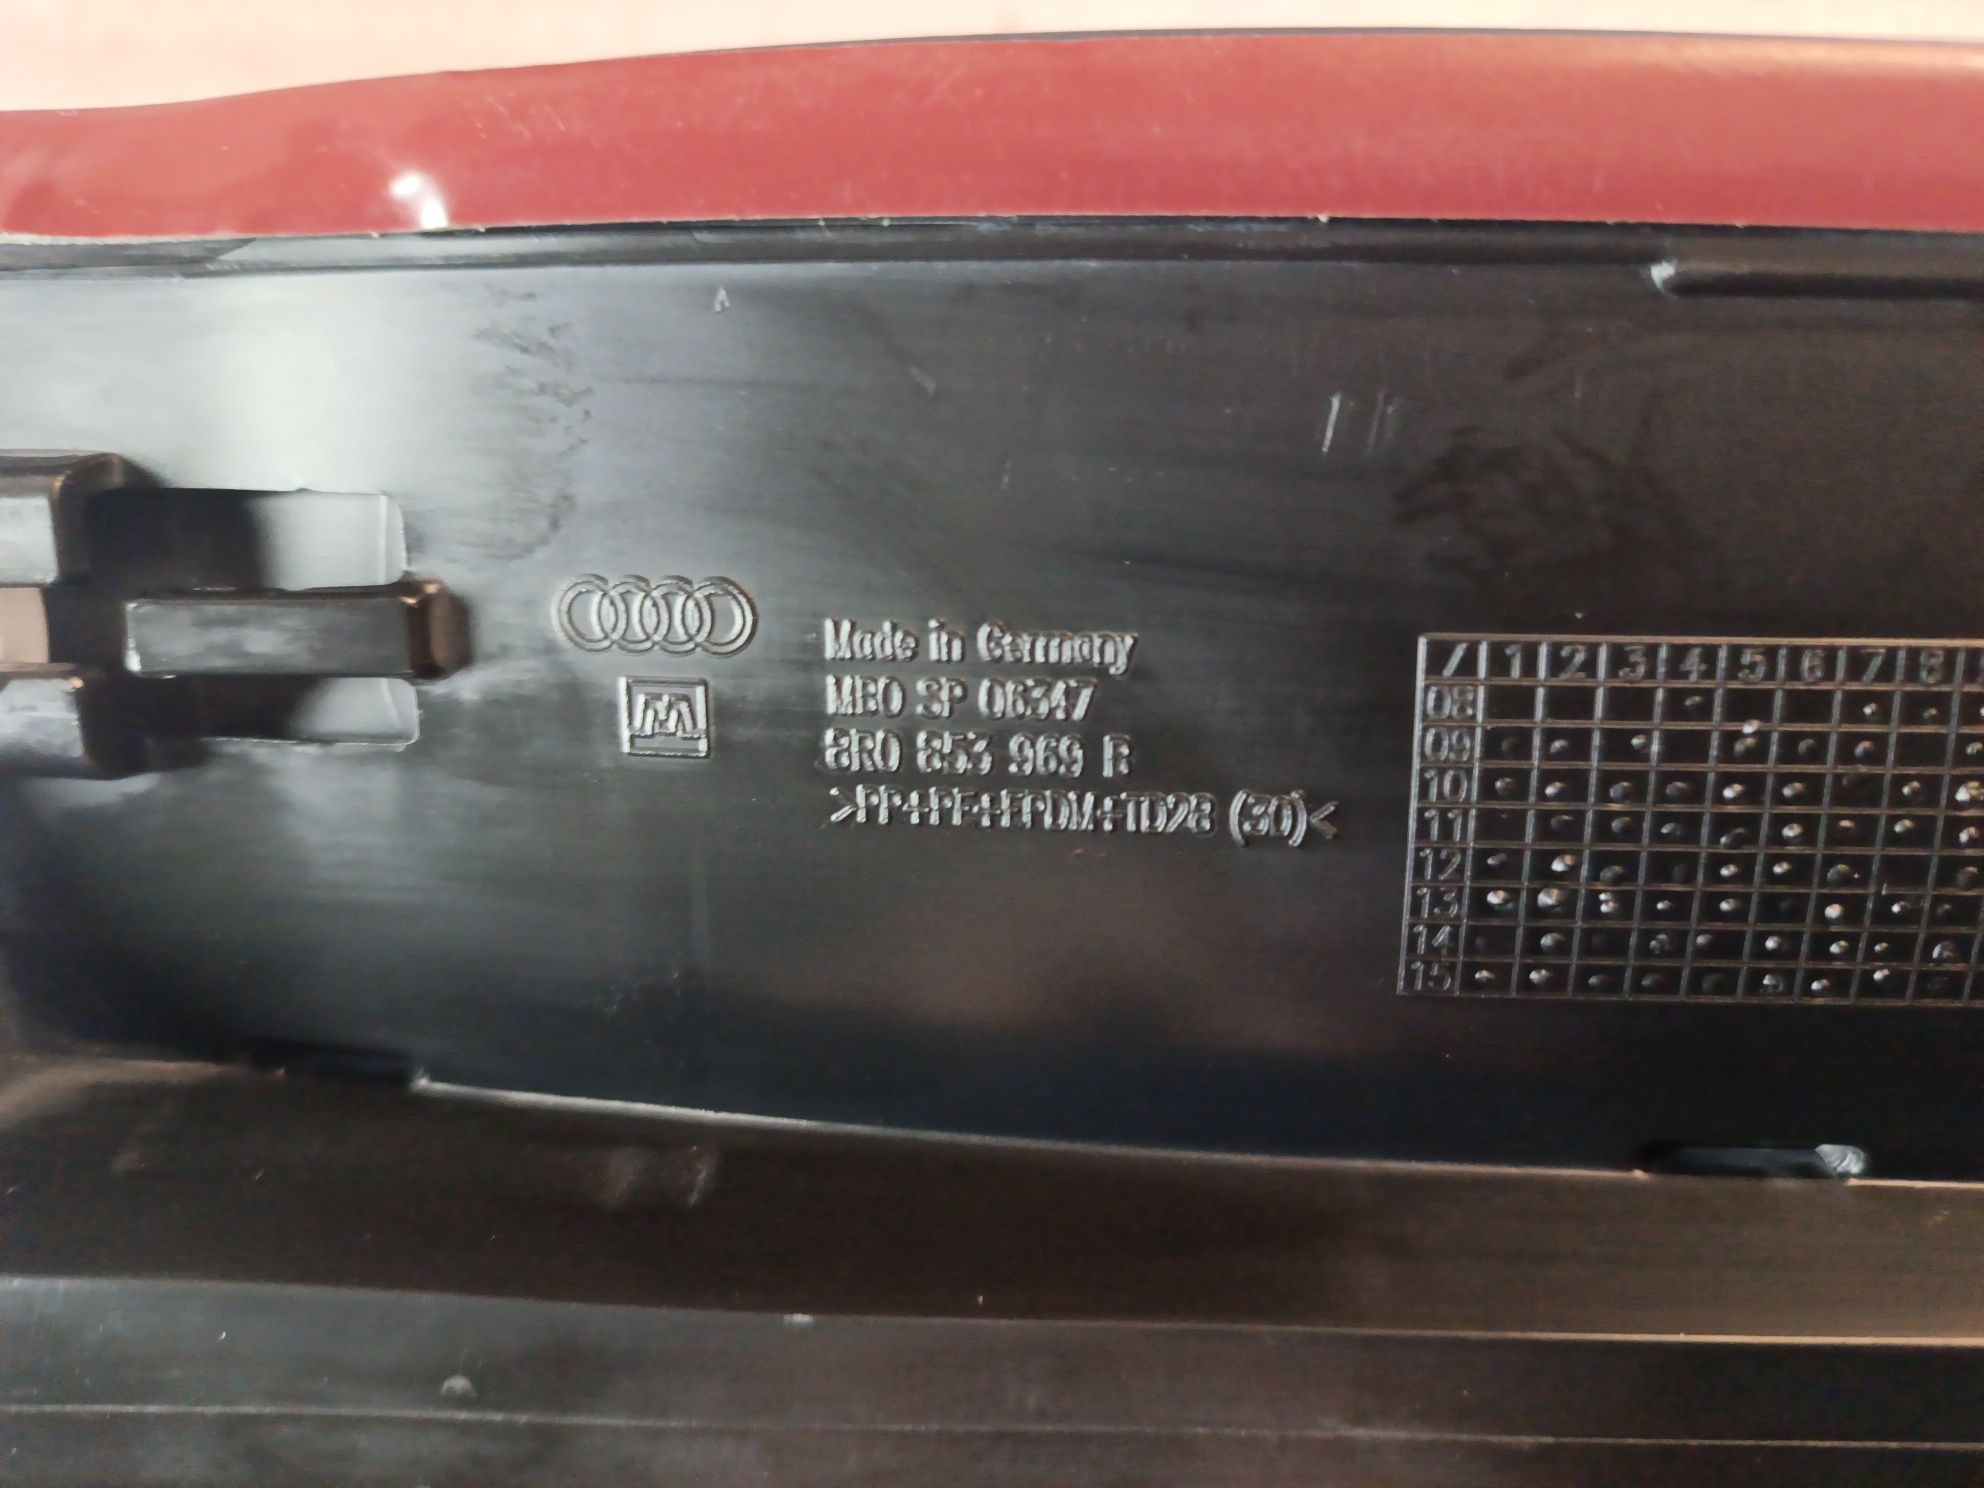 Made in Germany
MBO SP 06347
8R0 853 969 B
>PP+PE+EPDM+TD28 (30)<
/ 1 2 3 4 5 6 7 8
08
09
10
11
12
13
14
15